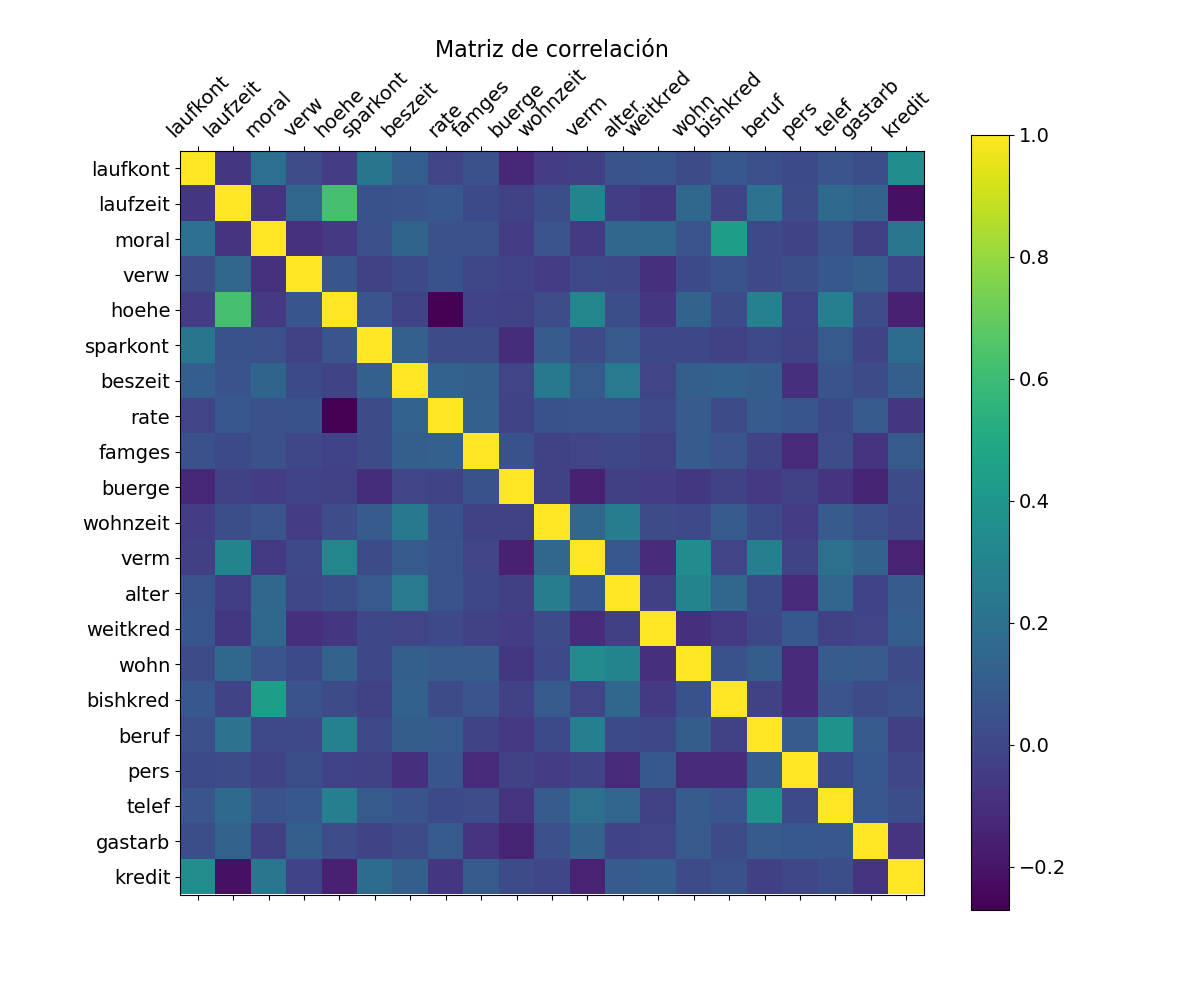 Matriz de correlación
laufkont laufzeit moral verw hoehe sparkont beszeit rate famges buerge wohnzeit verm alter weitkred wohn bishkred beruf pers telef gastarb kredit
laufkont
laufzeit
moral
verw
hoehe
sparkont
beszeit
rate
famges
buerge
wohnzeit
verm
alter
weitkred
wohn
bishkred
beruf
pers
telef
gastarb
kredit
1.0
0.8
0.6
0.4
0.2
0.0
−0.2